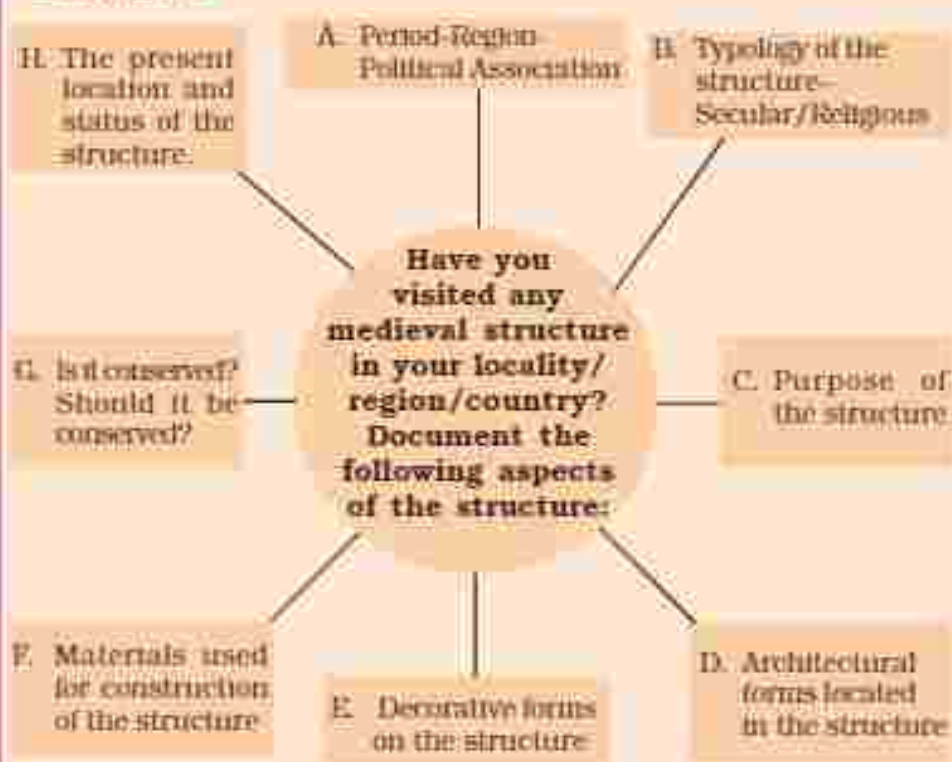 Have you
visited any
medieval structure
in your locality/
region/country?
Document the
following aspects
of the structure:
A. Period-Region-
Political Association
B. Typology of the
structure-
Secular/Religious
C. Purpose of
the structure
D. Architectural
forms located
in the structure
E. Decorative forms
on the structure
F. Materials used
for construction
of the structure
G. Is it conserved?
Should it be
conserved?
H. The present
location and
status of the
structure.